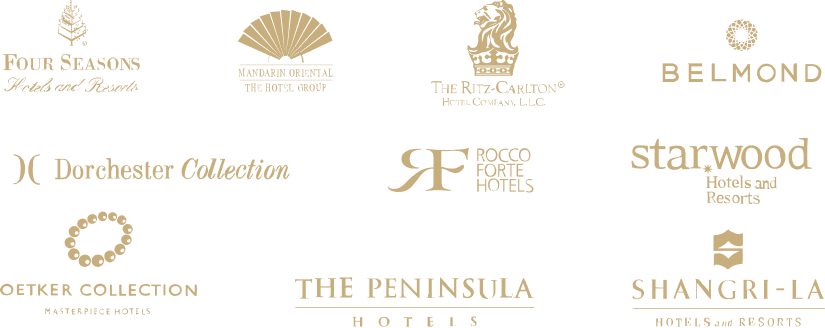 FOUR SEASONS
Hotels and Resorts
MANDARIN ORIENTAL
THE HOTEL GROUP
THE RITZ-CARLTON®
HOTEL COMPANY, L.L.C.
BELMOND
Dorchester Collection
RF
ROCCO
FORTE
HOTELS
starwood
Hotels and
Resorts
OETKER COLLECTION
MASTERPIECE HOTELS
THE PENINSULA
HOTELS
SHANGRI-LA
HOTELS and RESORTS